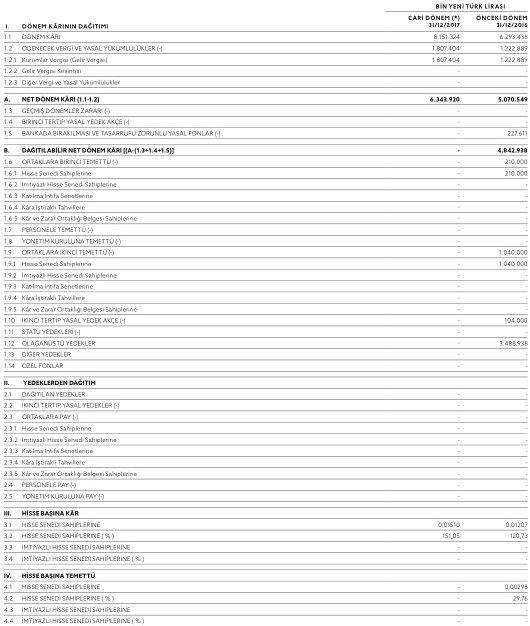 BİN YENİ TÜRK LİRASI
CARİ DÖNEM (*) ÖNCEKİ DÖNEM
I. DÖNEM KÂRININ DAĞITIMI 31/12/2017 31/12/2016
1.1 DÖNEM KÂRI 8.151.324 6.293.438
1.2 ÖDENECEK VERGİ VE YASAL YÜKÜMLÜLÜKLER (-) 1.807.404 1.222.889
1.2.1 Kurumlar Vergisi (Gelir Vergisi) 1.807.404 1.222.889
1.2.2 Gelir Vergisi Kesintisi - -
1.2.3 Diğer Vergi ve Yasal Yükümlülükler - -
A. NET DÖNEM KÂRI (1.1-1.2) 6.343.920 5.070.549
1.3 GEÇMİŞ DÖNEMLER ZARARI (-) - -
1.4 BİRİNCİ TERTİP YASAL YEDEK AKÇE (-) - -
1.5 BANKADA BIRAKILMASI VE TASARRUFU ZORUNLU YASAL FONLAR (-) - 227.611
B. DAĞITILABİLİR NET DÖNEM KÂRI [(A-(1.3+1.4+1.5)] - 4.842.938
1.6 ORTAKLARA BİRİNCİ TEMETTÜ (-) - 210.000
1.6.1 Hisse Senedi Sahiplerine - 210.000
1.6.2 İmtiyazlı Hisse Senedi Sahiplerine - -
1.6.3 Katılma İntifa Senetlerine - -
1.6.4 Kâra İştirakli Tahvillere - -
1.6.5 Kâr ve Zarar Ortaklığı Belgesi Sahiplerine - -
1.7 PERSONELE TEMETTÜ (-) - -
1.8 YÖNETİM KURULUNA TEMETTÜ (-) - -
1.9 ORTAKLARA İKİNCİ TEMETTÜ (-) - 1.040.000
1.9.1 Hisse Senedi Sahiplerine - 1.040.000
1.9.2 İmtiyazlı Hisse Senedi Sahiplerine - -
1.9.3 Katılma İntifa Senetlerine - -
1.9.4 Kâra İştirakli Tahvillere - -
1.9.5 Kâr ve Zarar Ortaklığı Belgesi Sahiplerine - -
1.10 İKİNCİ TERTİP YASAL YEDEK AKÇE (-) - 104.000
1.11 STATÜ YEDEKLERİ (-) - -
1.12 OLAĞANÜSTÜ YEDEKLER - 3.488.938
1.13 DİĞER YEDEKLER - -
1.14 ÖZEL FONLAR - -
II. YEDEKLERDEN DAĞITIM
2.1 DAĞITILAN YEDEKLER - -
2.2 İKİNCİ TERTİP YASAL YEDEKLER (-) - -
2.3 ORTAKLARA PAY (-) - -
2.3.1 Hisse Senedi Sahiplerine - -
2.3.2 İmtiyazlı Hisse Senedi Sahiplerine - -
2.3.3 Katılma İntifa Senetlerine - -
2.3.4 Kâra İştirakli Tahvillere - -
2.3.5 Kâr ve Zarar Ortaklığı Belgesi Sahiplerine - -
2.4 PERSONELE PAY (-) - -
2.5 YÖNETİM KURULUNA PAY (-) - -
III. HİSSE BAŞINA KÂR
3.1 HİSSE SENEDİ SAHİPLERİNE 0,01510 0,01207
3.2 HİSSE SENEDİ SAHİPLERİNE ( % ) 151,05 120,73
3.3 İMTİYAZLI HİSSE SENEDİ SAHİPLERİNE - -
3.4 İMTİYAZLI HİSSE SENEDİ SAHİPLERİNE ( % ) - -
IV. HİSSE BAŞINA TEMETTÜ
4.1 HİSSE SENEDİ SAHİPLERİNE - 0,00298
4.2 HİSSE SENEDİ SAHİPLERİNE ( % ) - 29,76
4.3 İMTİYAZLI HİSSE SENEDİ SAHİPLERİNE - -
4.4 İMTİYAZLI HİSSE SENEDİ SAHİPLERİNE ( % ) - -